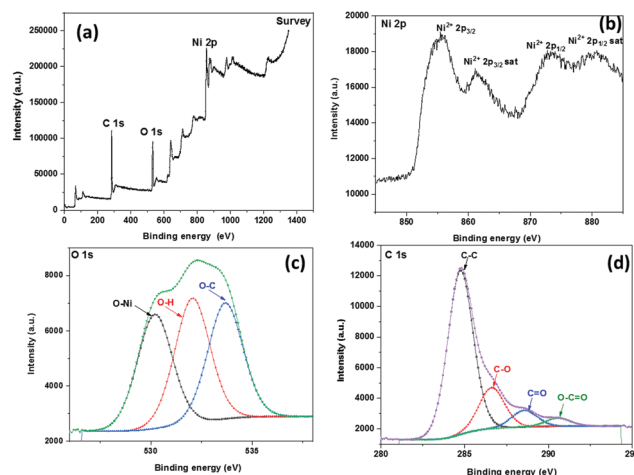 (a)
Survey
Ni 2p
C 1s
O 1s
Intensity (a.u.)
250000
200000
150000
100000
50000
0
0 200 400 600 800 1000 1200 1400 1600
Binding energy (eV)
Ni 2p
(b)
Ni²⁺ 2p₃/₂
Ni²⁺ 2p₃/₂ sat
Ni²⁺ 2p₁/₂
Ni²⁺ 2p₁/₂ sat
Intensity (a.u.)
20000
18000
16000
14000
12000
10000
850 860 870 880
Binding energy (eV)
O 1s
(c)
O-Ni
O-H
O-C
Intensity (a.u.)
8000
6000
4000
2000
530 535
Binding energy (eV)
C 1s
(d)
C-C
C-O
C=O
O-C=O
Intensity (a.u.)
12000
10000
8000
6000
4000
2000
0
280 285 290
Binding energy (eV)